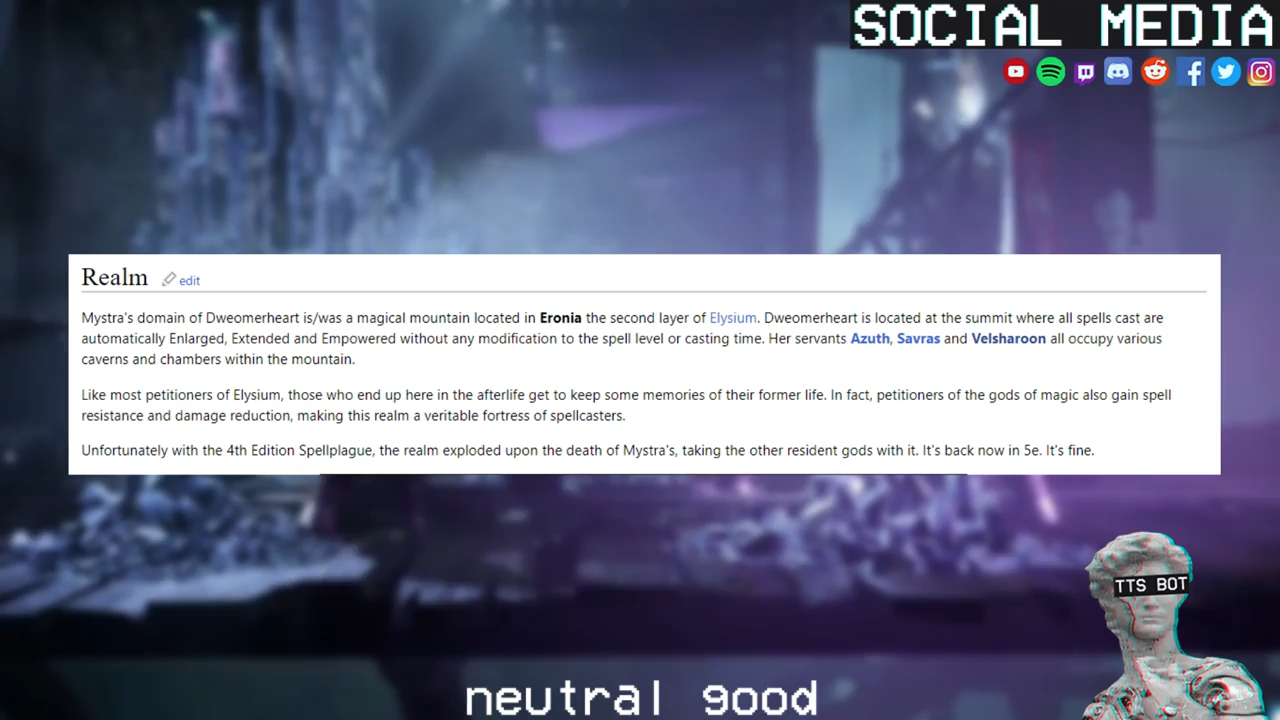 SOCIAL MEDIA
Realm edit
Mystra's domain of Dweomerheart is/was a magical mountain located in Eronia the second layer of Elysium. Dweomerheart is located at the summit where all spells cast are
automatically Enlarged, Extended and Empowered without any modification to the spell level or casting time. Her servants Azuth, Savras and Velsharoon all occupy various
caverns and chambers within the mountain.
Like most petitioners of Elysium, those who end up here in the afterlife get to keep some memories of their former life. In fact, petitioners of the gods of magic also gain spell
resistance and damage reduction, making this realm a veritable fortress of spellcasters.
Unfortunately with the 4th Edition Spellplague, the realm exploded upon the death of Mystra's, taking the other resident gods with it. It's back now in 5e. It's fine.
TTS BOT
neutral good